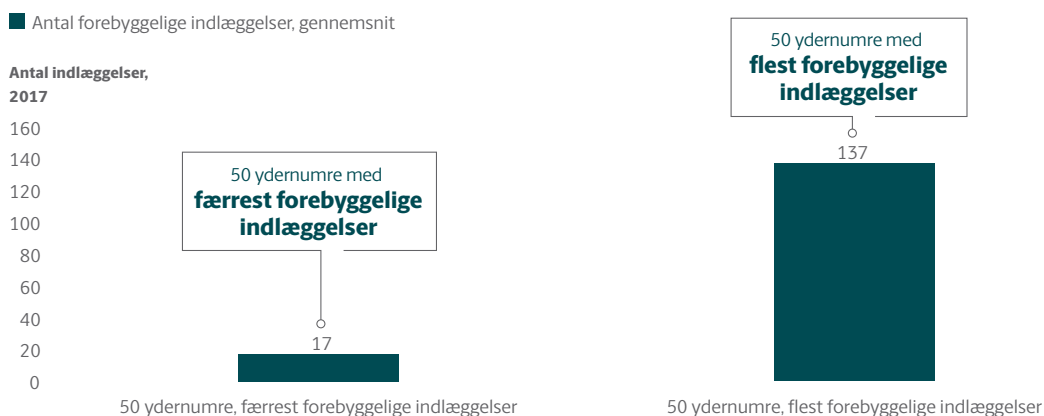 Antal forebyggelige indlæggelser, gennemsnit
Antal indlæggelser,
2017
160
140
120
100
80
60
40
20
0
50 ydernumre med
færrest forebyggelige
indlæggelser
17
50 ydernumre, færrest forebyggelige indlæggelser
50 ydernumre med
flest forebyggelige
indlæggelser
137
50 ydernumre, flest forebyggelige indlæggelser